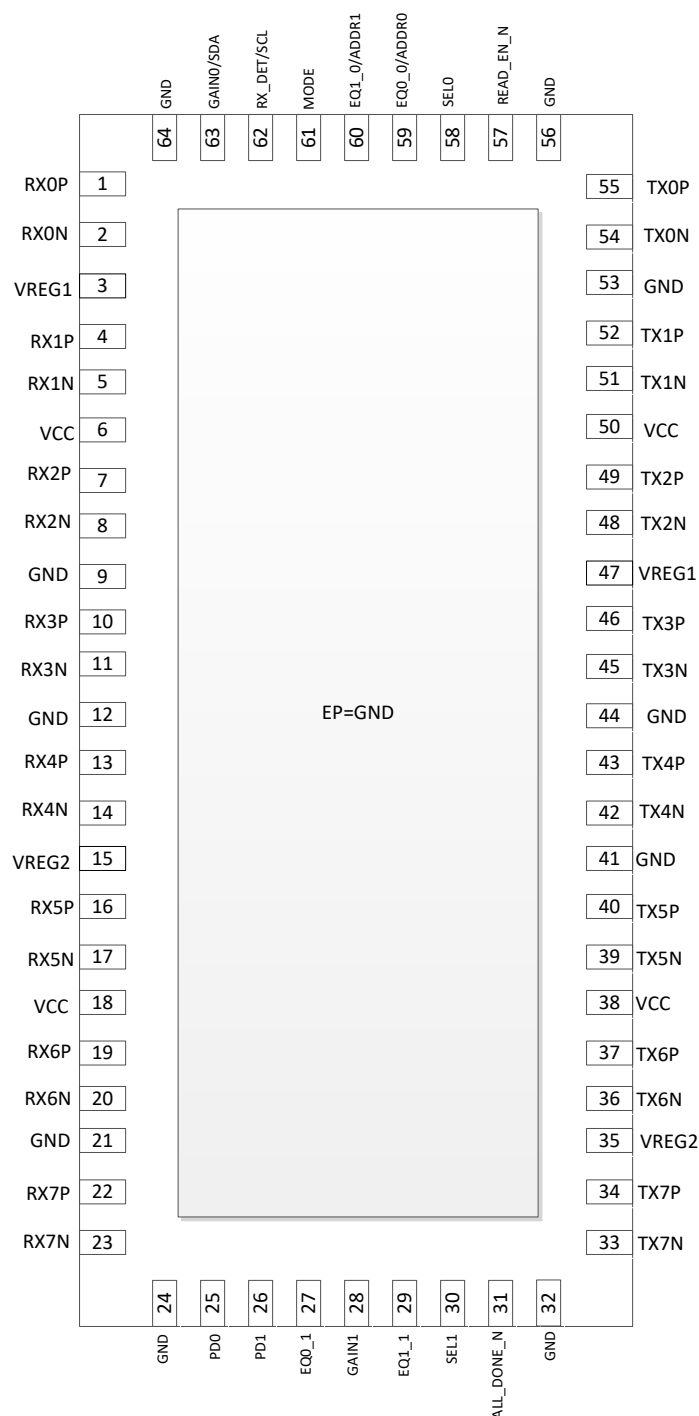 GND
GAIN0/SDA
RX_DET/SCL
MODE
EQ1_0/ADDR1
EQ0_0/ADDR0
SEL0
READ_EN_N
GND
64
63
62
61
60
59
58
57
56
RX0P 1
55 TX0P
RX0N 2
54 TX0N
VREG1 3
53 GND
RX1P 4
52 TX1P
RX1N 5
51 TX1N
VCC 6
50 VCC
RX2P 7
49 TX2P
RX2N 8
48 TX2N
GND 9
47 VREG1
RX3P 10
46 TX3P
RX3N 11
45 TX3N
GND 12
EP=GND
44 GND
RX4P 13
43 TX4P
RX4N 14
42 TX4N
VREG2 15
41 GND
RX5P 16
40 TX5P
RX5N 17
39 TX5N
VCC 18
38 VCC
RX6P 19
37 TX6P
RX6N 20
36 TX6N
GND 21
35 VREG2
RX7P 22
34 TX7P
RX7N 23
33 TX7N
24
25
26
27
28
29
30
31
32
GND
PD0
PD1
EQ0_1
GAIN1
EQ1_1
SEL1
ALL_DONE_N
GND